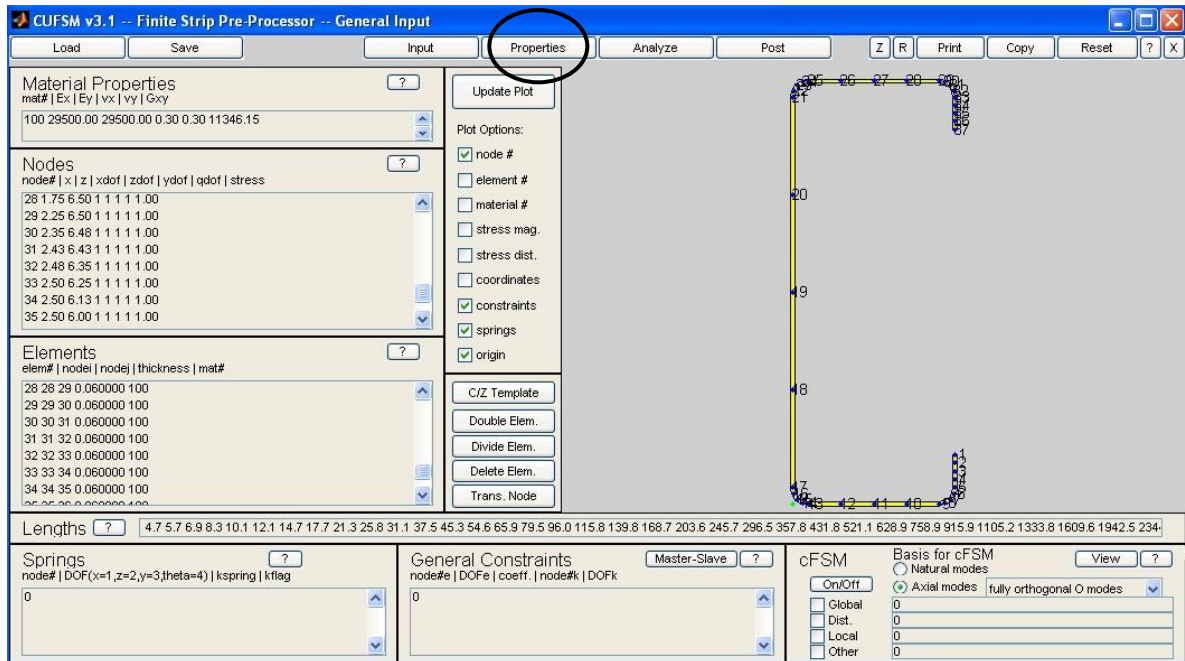 CUFSM v3.1 -- Finite Strip Pre-Processor -- General Input
Load Save Input Properties Analyze Post Z R Print Copy Reset ? X
Material Properties ?
mat# | Ex | Ey | vx | vy | Gxy
100 29500.00 29500.00 0.30 0.30 11346.15
Nodes ?
node# | x | z | xdof | zdof | ydof | qdof | stress
28 1.75 6.50 1 1 1 1 1.00
29 2.25 6.50 1 1 1 1 1.00
30 2.35 6.48 1 1 1 1 1.00
31 2.43 6.43 1 1 1 1 1.00
32 2.48 6.35 1 1 1 1 1.00
33 2.50 6.25 1 1 1 1 1.00
34 2.50 6.13 1 1 1 1 1.00
35 2.50 6.00 1 1 1 1 1.00
Elements ?
elem# | nodei | nodej | thickness | mat#
28 28 29 0.060000 100
29 29 30 0.060000 100
30 30 31 0.060000 100
31 31 32 0.060000 100
32 32 33 0.060000 100
33 33 34 0.060000 100
34 34 35 0.060000 100
Update Plot
Plot Options:
node #
element #
material #
stress mag.
stress dist.
coordinates
constraints
springs
origin
C/Z Template
Double Elem.
Divide Elem.
Delete Elem.
Trans. Node
25 26 27 28
21
37
20
19
18
1
2
3
17
13 12 11 10
Lengths ? 4.7 5.7 6.9 8.3 10.1 12.1 14.7 17.7 21.3 25.8 31.1 37.5 45.3 54.6 65.9 79.5 96.0 115.8 139.8 168.7 203.6 245.7 296.5 357.8 431.8 521.1 628.9 758.9 915.9 1105.2 1333.8 1609.6 1942.5 234
Springs ?
node# | DOF(x=1,z=2,y=3,theta=4) | kspring | kflag
0
General Constraints Master-Slave ?
node#e | DOFe | coeff. | node#k | DOFk
0
cFSM
On/Off
Basis for cFSM View ?
Natural modes
Axial modes fully orthogonal O modes
Global 0
Dist. 0
Local 0
Other 0